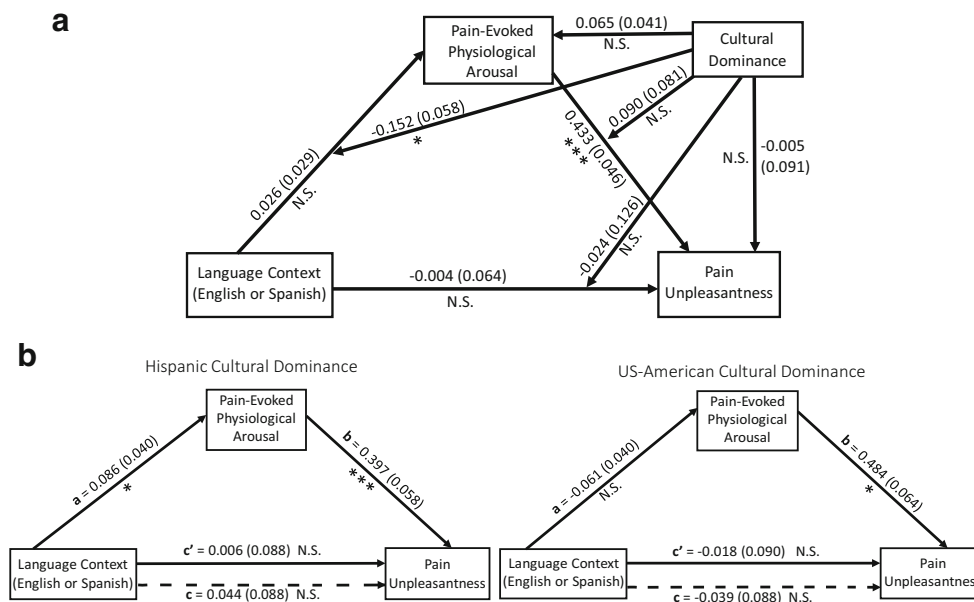 a
Pain-Evoked
Physiological
Arousal
0.065 (0.041)
N.S.
Cultural
Dominance
-0.152 (0.058)
*
0.090 (0.081)
N.S.
0.433 (0.046)
***
0.026 (0.029)
N.S.
N.S.
-0.005
(0.091)
-0.024 (0.126)
N.S.
Language Context
(English or Spanish)
-0.004 (0.064)
N.S.
Pain
Unpleasantness
b
Hispanic Cultural Dominance
Pain-Evoked
Physiological
Arousal
a = 0.086 (0.040)
*
b = 0.397 (0.058)
***
Language Context
(English or Spanish)
c' = 0.006 (0.088) N.S.
c = 0.044 (0.088) N.S.
Pain
Unpleasantness
US-American Cultural Dominance
Pain-Evoked
Physiological
Arousal
a = -0.061 (0.040)
N.S.
b = 0.484 (0.064)
*
Language Context
(English or Spanish)
c' = -0.018 (0.090) N.S.
c = -0.039 (0.088) N.S.
Pain
Unpleasantness